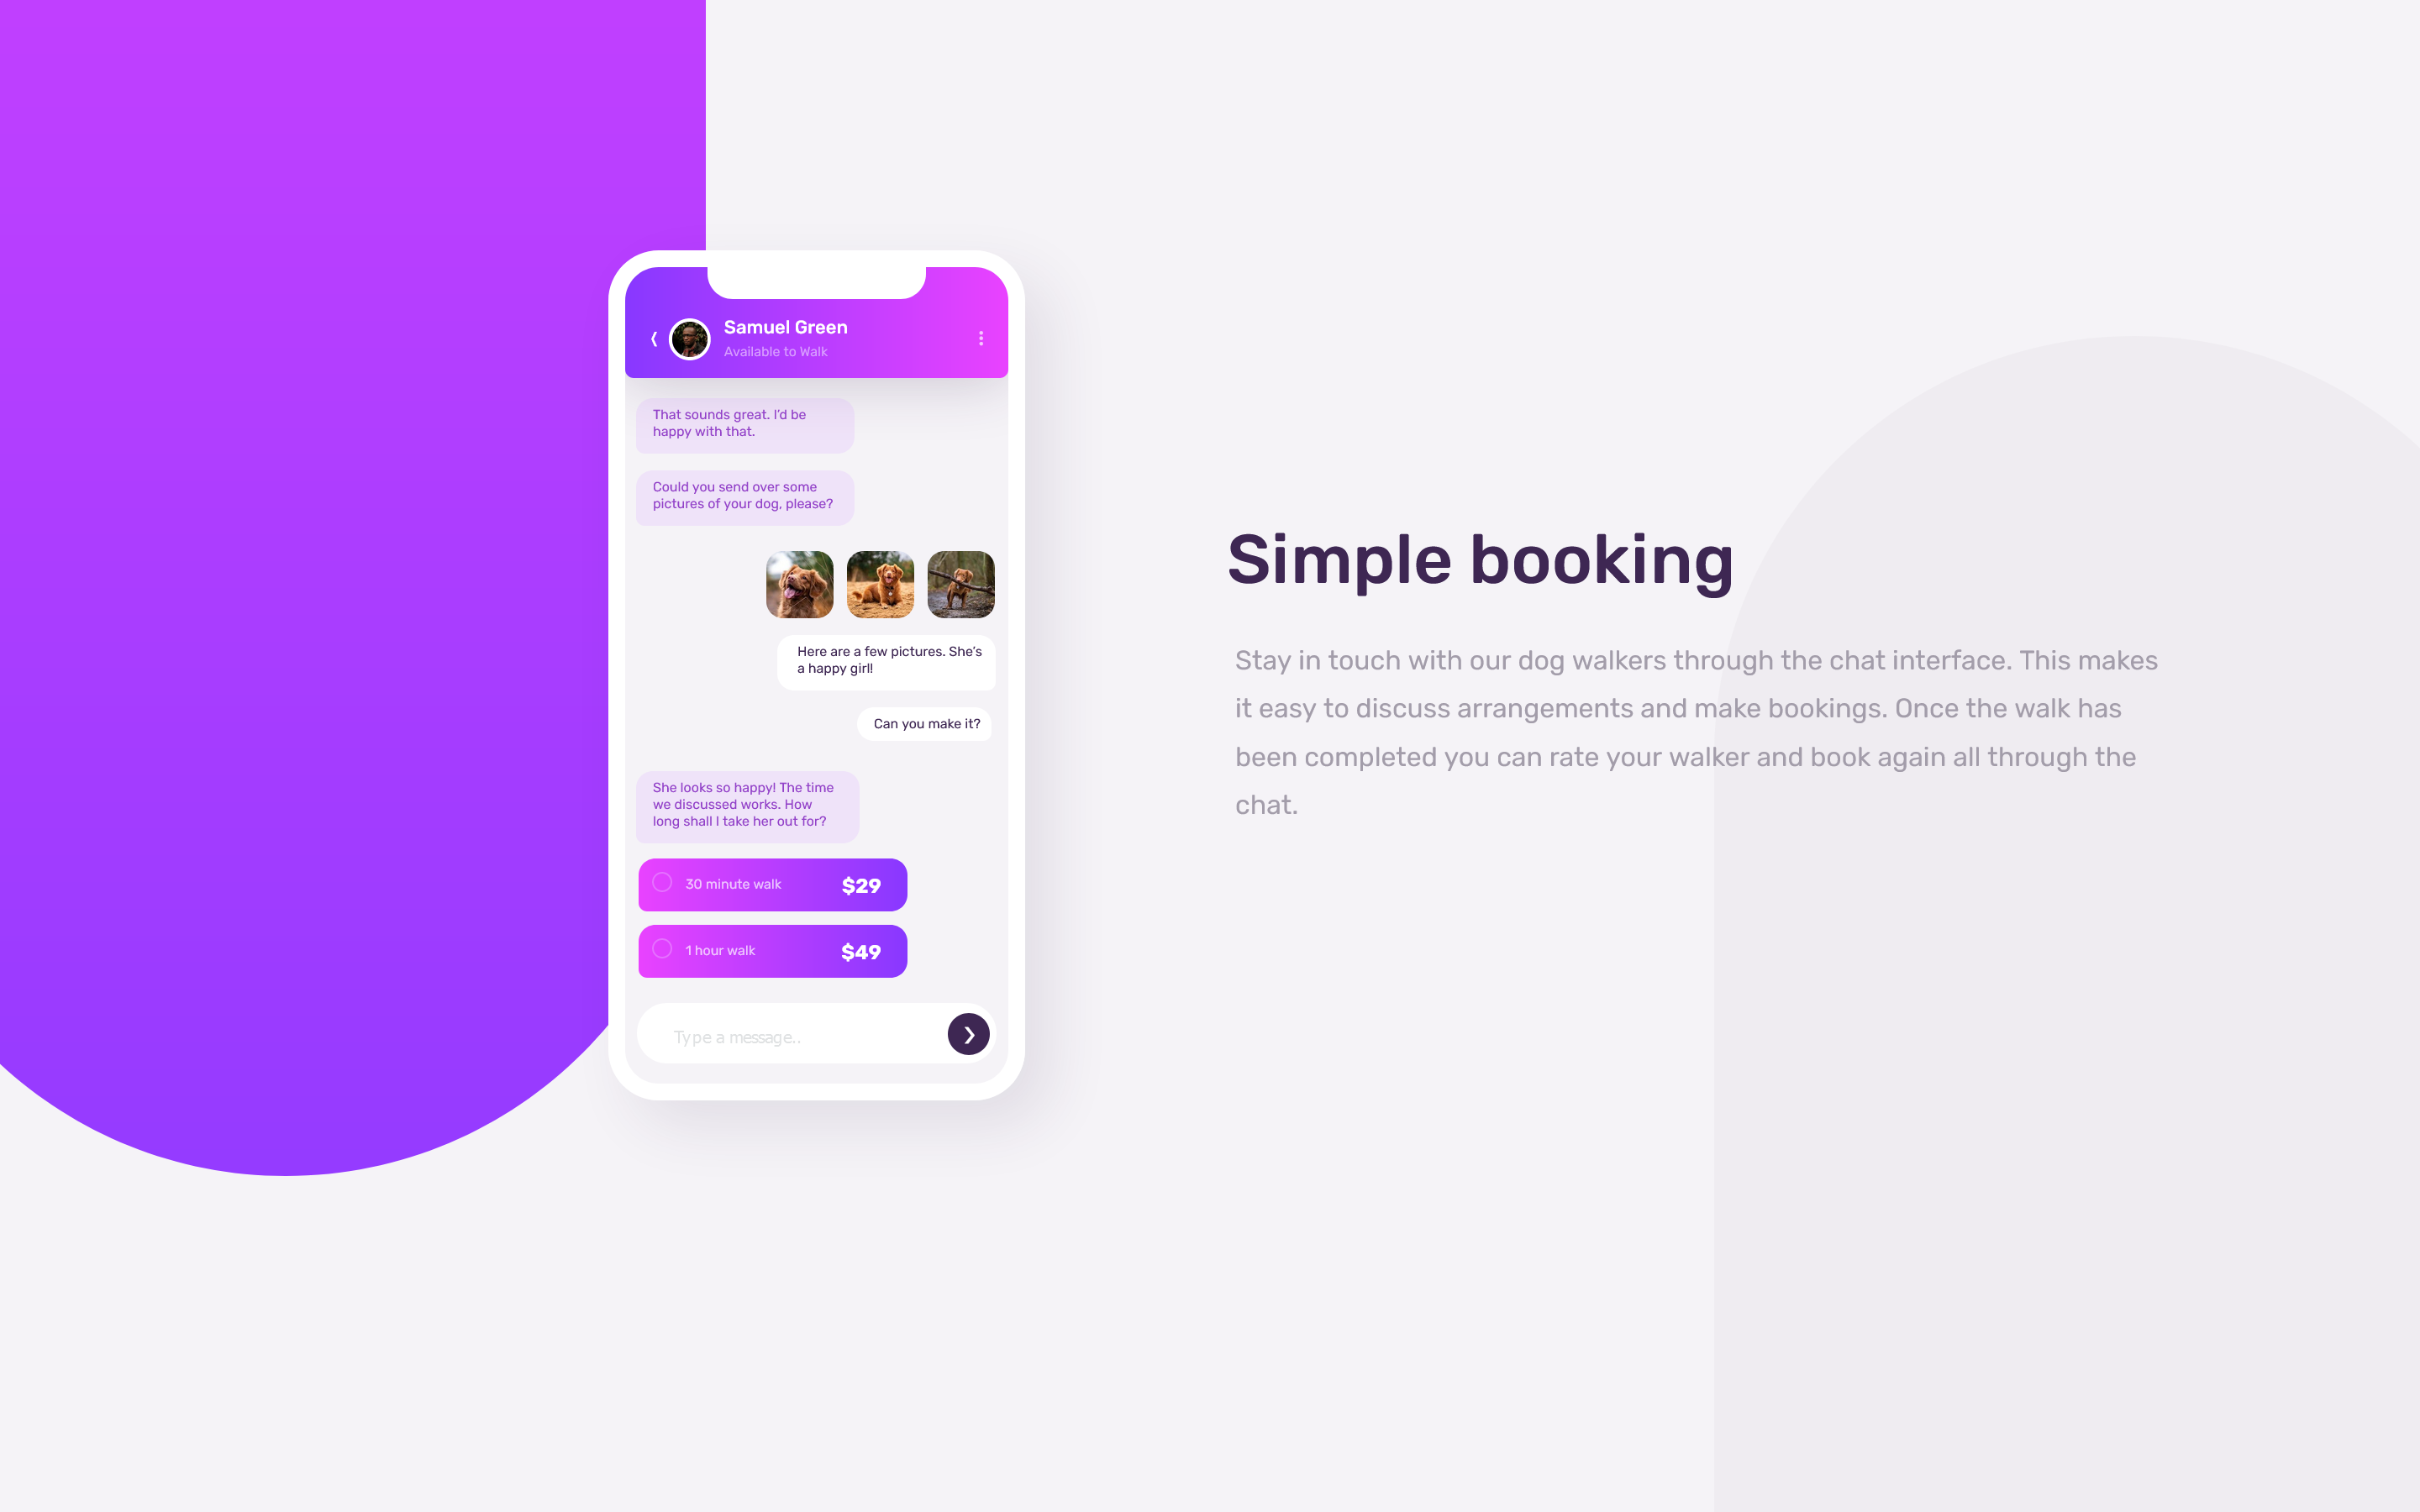 Samuel Green
Available to Walk
That sounds great. I’d be
happy with that.
Could you send over some
pictures of your dog, please?
Here are a few pictures. She’s
a happy girl!
Can you make it?
She looks so happy! The time
we discussed works. How
long shall I take her out for?
30 minute walk $29
1 hour walk $49
Type a message..
Simple booking
Stay in touch with our dog walkers through the chat interface. This makes
it easy to discuss arrangements and make bookings. Once the walk has
been completed you can rate your walker and book again all through the
chat.